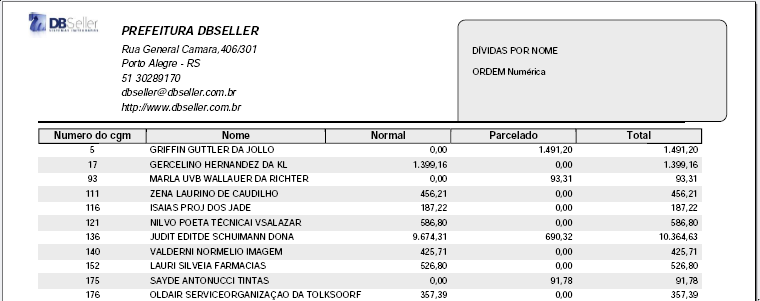 DBSeller
PREFEITURA DBSELLER
Rua General Camara,406/301
Porto Alegre - RS
51 30289170
dbseller@dbseller.com.br
http://www.dbseller.com.br
DÍVIDAS POR NOME
ORDEM Numérica
Numero do cgm Nome Normal Parcelado Total
5 GRIFFIN GUTTLER DA JOLLO 0,00 1.491,20 1.491,20
17 GERCELINO HERNANDEZ DA KL 1.399,16 0,00 1.399,16
93 MARLA UVB WALLAUER DA RICHTER 0,00 93,31 93,31
111 ZENA LAURINO DE CAUDILHO 456,21 0,00 456,21
116 ISAIAS PROJ DOS JADE 187,22 0,00 187,22
121 NILVO POETA TÉCNICAI VSALAZAR 586,80 0,00 586,80
136 JUDIT EDITDE SCHUIMANN DONA 9.674,31 690,32 10.364,63
140 VALDERNI NORMELIO IMAGEM 425,71 0,00 425,71
152 LAURI SILVEIA FARMACIAS 526,80 0,00 526,80
175 SAYDE ANTONUCCI TINTAS 0,00 91,78 91,78
176 OLDAIR SERVICEORGANIZAÇAO DA TOLKSOORF 357,39 0,00 357,39